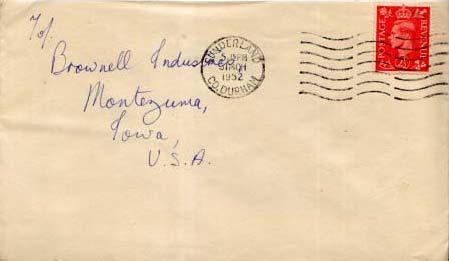 To/.
Brownell Industries
Montezuma,
Iowa,
U.S.A.
SUNDERLAND
1952
CO. DURHAM
POSTAGE
REVENUE